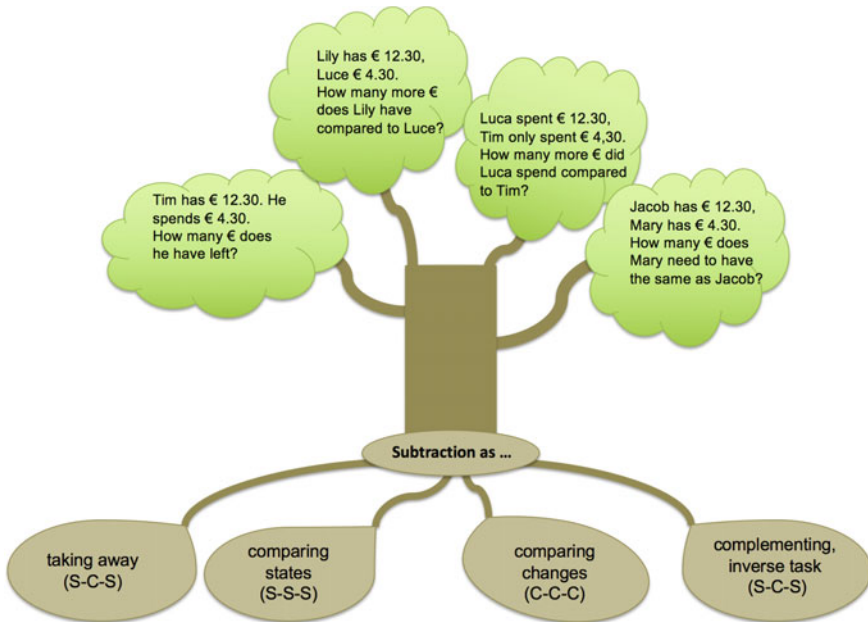 Lily has € 12.30,
Luce € 4.30.
How many more €
does Lily have
compared to Luce?
Luca spent € 12.30,
Tim only spent € 4,30.
How many more € did
Luca spend compared
to Tim?
Tim has € 12.30. He
spends € 4.30.
How many € does
he have left?
Jacob has € 12.30,
Mary has € 4.30.
How many € does
Mary need to have
the same as Jacob?
Subtraction as ...
taking away
(S-C-S)
comparing
states
(S-S-S)
comparing
changes
(C-C-C)
complementing,
inverse task
(S-C-S)